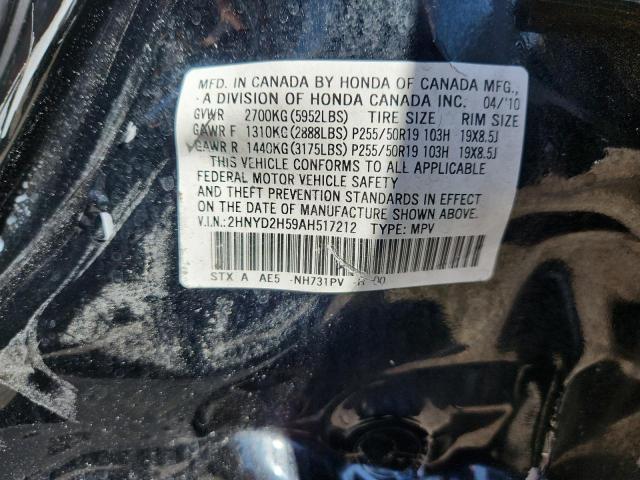 MFD. IN CANADA BY HONDA OF CANADA MFG.,
A DIVISION OF HONDA CANADA INC. 04/'10
GVWR 2700KG(5952LBS) TIRE SIZE RIM SIZE
GAWR F 1310KG(2888LBS) P255/50R19 103H 19X8.5J
GAWR R 1440KG(3175LBS) P255/50R19 103H 19X8.5J
THIS VEHICLE CONFORMS TO ALL APPLICABLE
FEDERAL MOTOR VEHICLE SAFETY
AND THEFT PREVENTION STANDARDS IN EFFECT
ON THE DATE OF MANUFACTURE SHOWN ABOVE.
V.I.N.:2HNYD2H59AH517212 TYPE: MPV
STX A AE5 -NH731PV -00